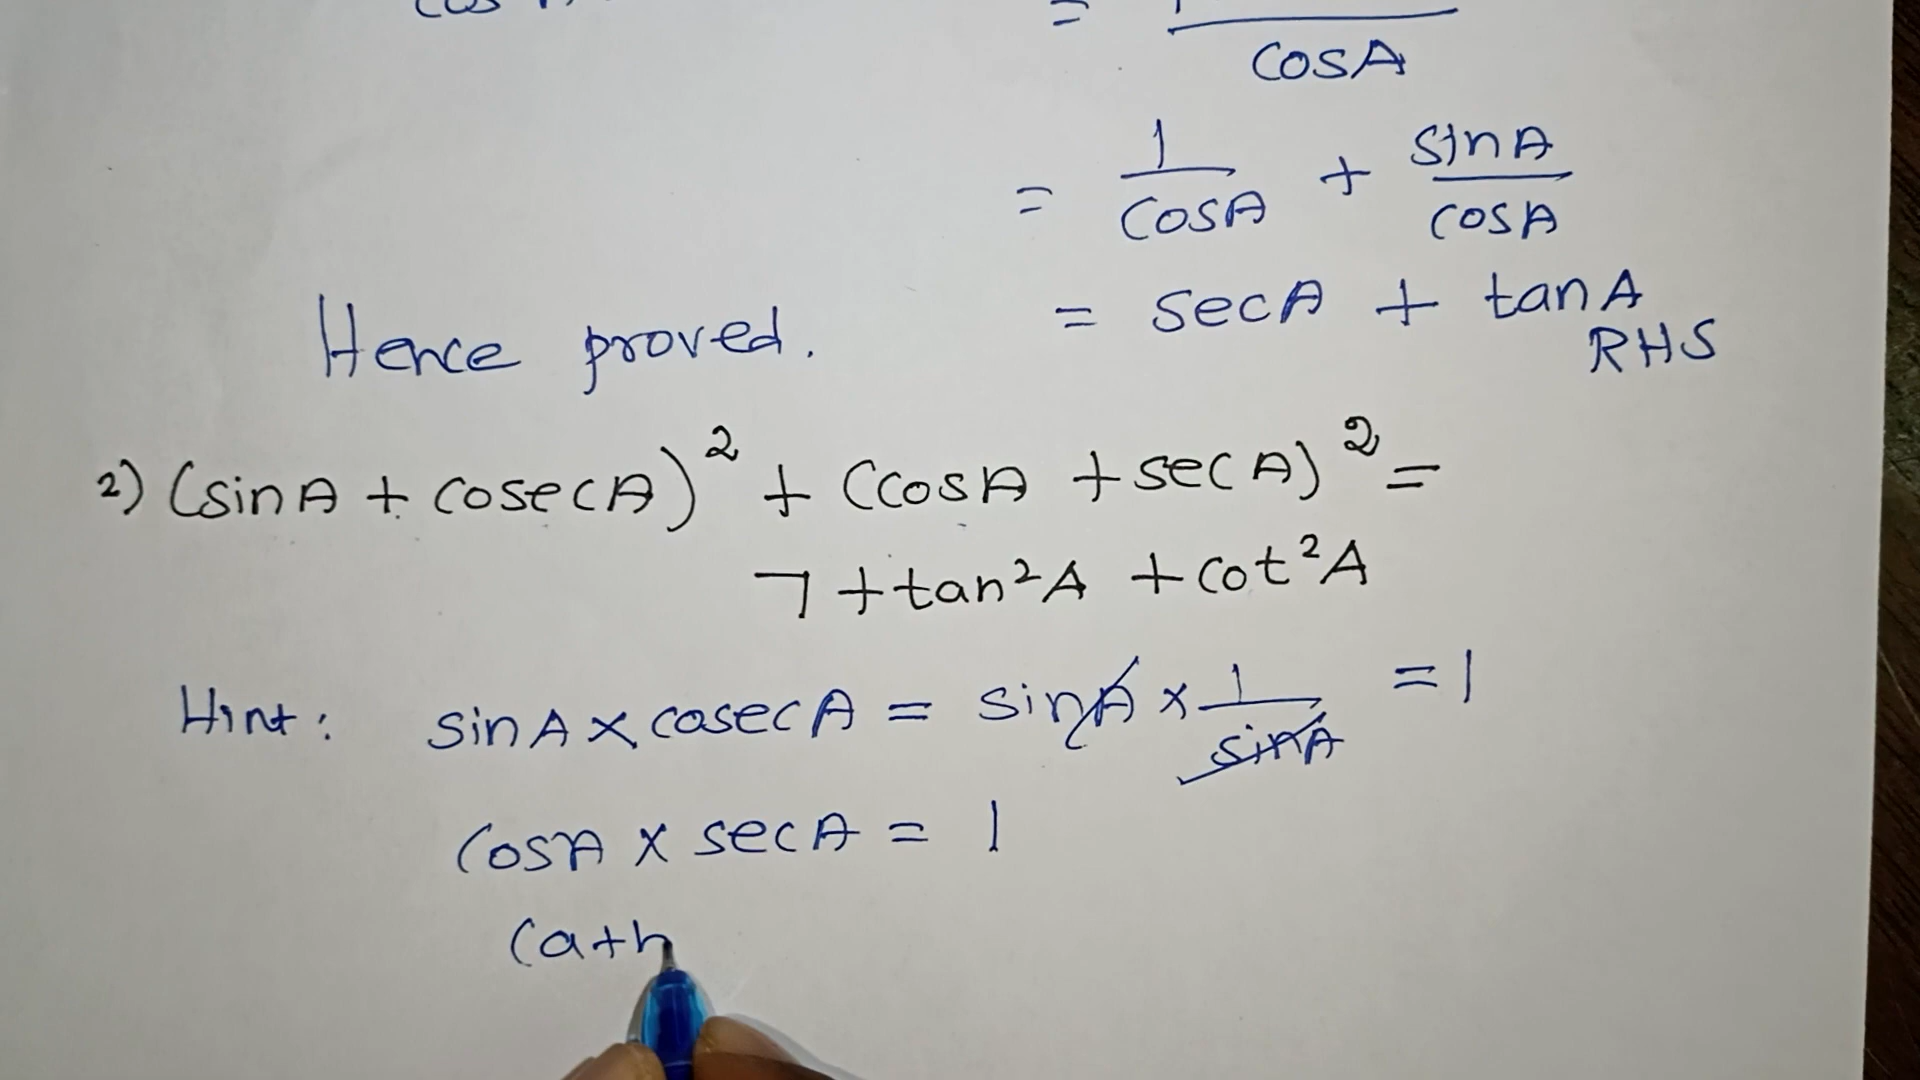 = 
cosA
= 1/cosA + sinA/cosA
= secA + tanA
Hence proved.
RHS
2) (sinA + cosecA)² + (cosA + secA)² =
7 + tan²A + cot²A
Hint: sinA x cosecA = sinA x 1/sinA = 1
cosA x secA = 1
(a+b